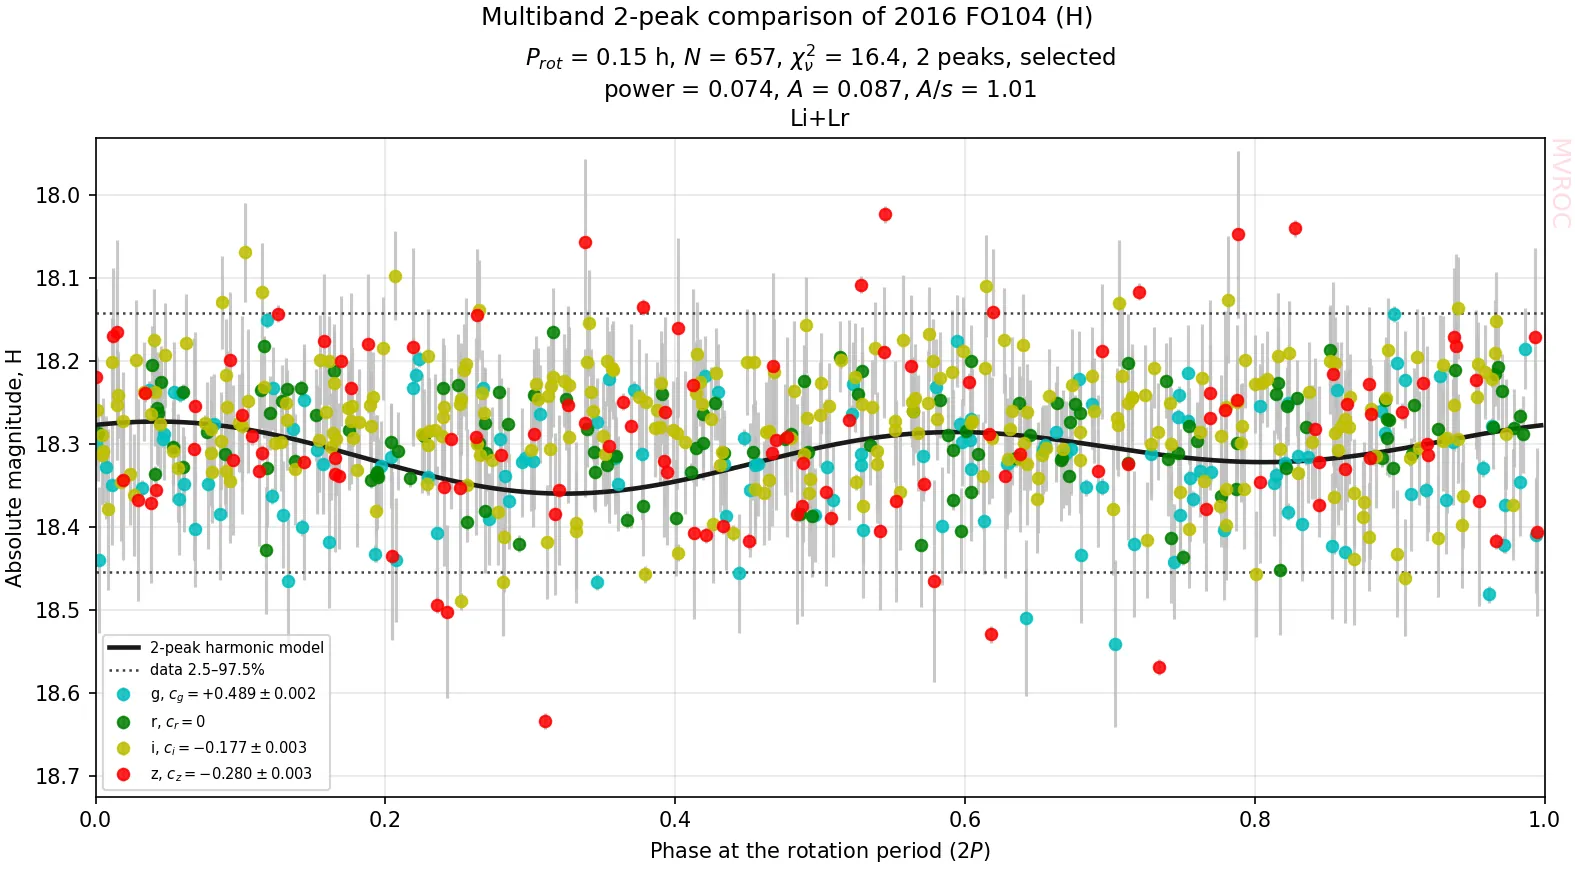 Multiband 2-peak comparison of 2016 FO104 (H)
P_rot = 0.15 h, N = 657, χ²_ν = 16.4, 2 peaks, selected
power = 0.074, A = 0.087, A/s = 1.01
Li+Lr
MVROC
Absolute magnitude, H
18.0
18.1
18.2
18.3
18.4
18.5
18.6
18.7
2-peak harmonic model
data 2.5–97.5%
g, c_g = +0.489 ± 0.002
r, c_r = 0
i, c_i = −0.177 ± 0.003
z, c_z = −0.280 ± 0.003
0.0 0.2 0.4 0.6 0.8 1.0
Phase at the rotation period (2P)